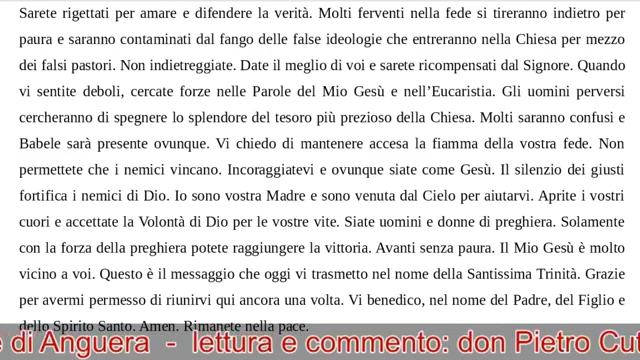 Sarete rigettati per amare e difendere la verità. Molti ferventi nella fede si tireranno indietro per
paura e saranno contaminati dal fango delle false ideologie che entreranno nella Chiesa per mezzo
dei falsi pastori. Non indietreggiate. Date il meglio di voi e sarete ricompensati dal Signore. Quando
vi sentite deboli, cercate forze nelle Parole del Mio Gesù e nell’Eucaristia. Gli uomini perversi
cercheranno di spegnere lo splendore del tesoro più prezioso della Chiesa. Molti saranno confusi e
Babele sarà presente ovunque. Vi chiedo di mantenere accesa la fiamma della vostra fede. Non
permettete che i nemici vincano. Incoraggiatevi e ovunque siate come Gesù. Il silenzio dei giusti
fortifica i nemici di Dio. Io sono vostra Madre e sono venuta dal Cielo per aiutarvi. Aprite i vostri
cuori e accettate la Volontà di Dio per le vostre vite. Siate uomini e donne di preghiera. Solamente
con la forza della preghiera potete raggiungere la vittoria. Avanti senza paura. Il Mio Gesù è molto
vicino a voi. Questo è il messaggio che oggi vi trasmetto nel nome della Santissima Trinità. Grazie
per avermi permesso di riunirvi qui ancora una volta. Vi benedico, nel nome del Padre, del Figlio e
dello Spirito Santo. Amen. Rimanete nella pace.
e di Anguera - lettura e commento: don Pietro Cut